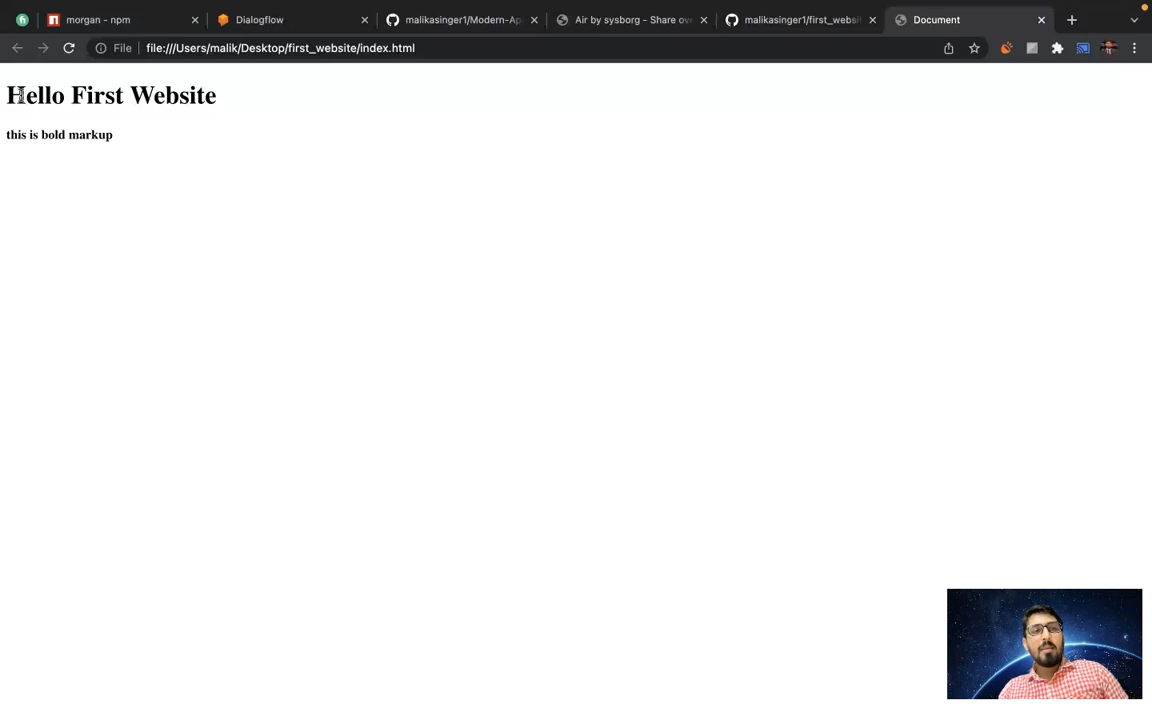 morgan - npm
Dialogflow
malikasinger1/Modern-Ap
Air by sysborg - Share ov
malikasinger1/first_websi
Document
File
file:///Users/malik/Desktop/first_website/index.html
Hello First Website
this is bold markup